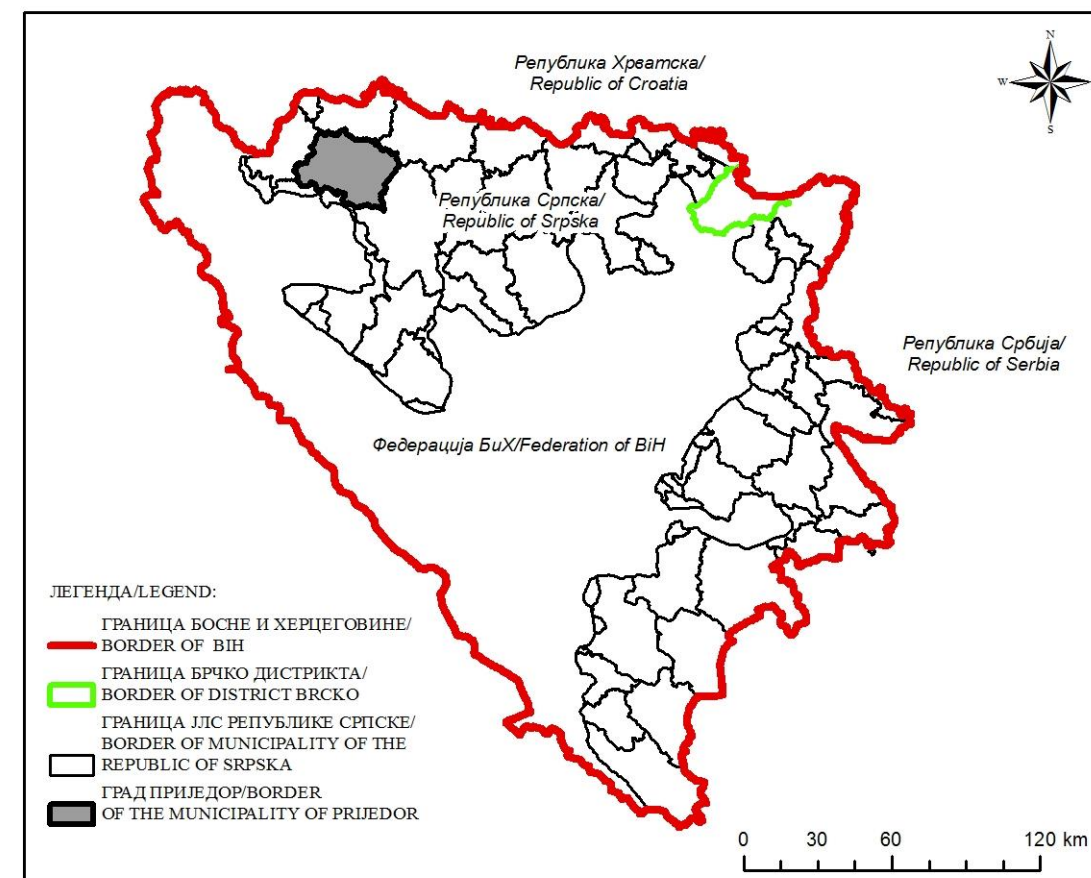 Република Хрватска/
Republic of Croatia
N
W
S
Република Српска/
Republic of Srpska
Република Србија/
Republic of Serbia
Федерација БиХ/Federation of BiH
ЛЕГЕНДА/LEGEND:
ГРАНИЦА БОСНЕ И ХЕРЦЕГОВИНЕ/
BORDER OF BIH
ГРАНИЦА БРЧКО ДИСТРИКТА/
BORDER OF DISTRICT BRCKO
ГРАНИЦА ЈЛС РЕПУБЛИКЕ СРПСКЕ/
BORDER OF MUNICIPALITY OF THE
REPUBLIC OF SRPSKA
ГРАД ПРИЈЕДОР/BORDER
OF THE MUNICIPALITY OF PRIJEDOR
0 30 60 120 km